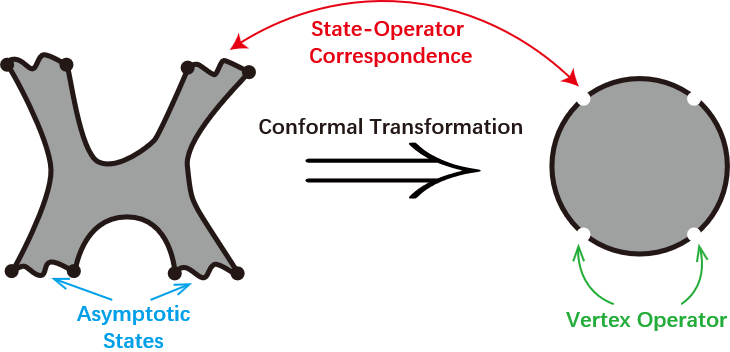 State-Operator
Correspondence
Conformal Transformation
Asymptotic
States
Vertex Operator